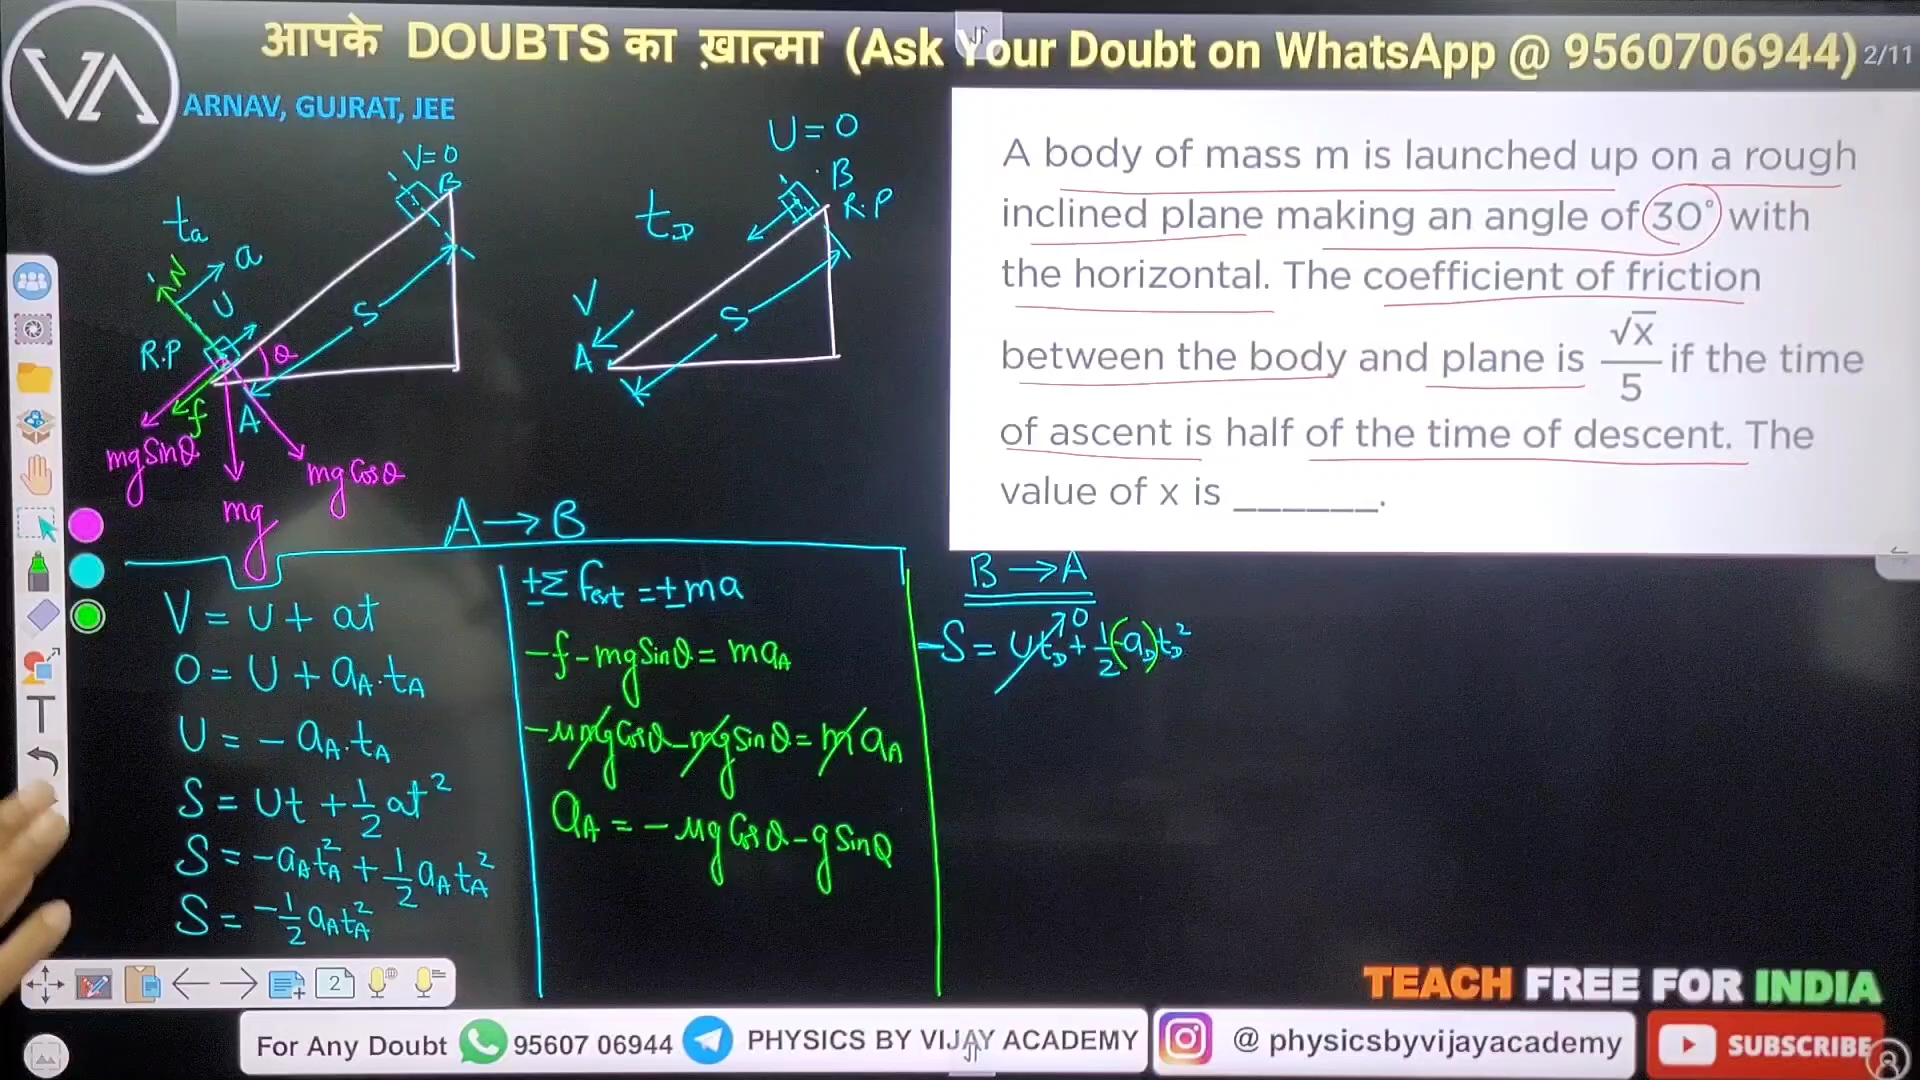 आपके DOUBTS का ख़ात्मा (Ask Your Doubt on WhatsApp @ 9560706944) 2/11
VA
ARNAV, GUJRAT, JEE
A body of mass m is launched up on a rough
inclined plane making an angle of 30° with
the horizontal. The coefficient of friction
between the body and plane is √x/5 if the time
of ascent is half of the time of descent. The
value of x is ______.
V=0
B
ta
a
N
U
R.P
θ
S
f
A
mgSinθ
mgCosθ
mg
U=0
B
R.P
tD
V
S
A
A→B
V = U + at
0 = U + aA.tA
U = - aA.tA
S = Ut + 1/2 at²
S = -aAtA² + 1/2 aAtA²
S = -1/2 aAtA²
±Σ Fext = ±ma
-f-mgSinθ = maA
-μmgCosθ-mgsinθ = maA
aA = -μgCosθ-gSinθ
B→A
-S = UtD 0 + 1/2(-aD)tD²
T
2
TEACH FREE FOR INDIA
For Any Doubt 95607 06944 PHYSICS BY VIJAY ACADEMY @ physicsbyvijayacademy SUBSCRIBE